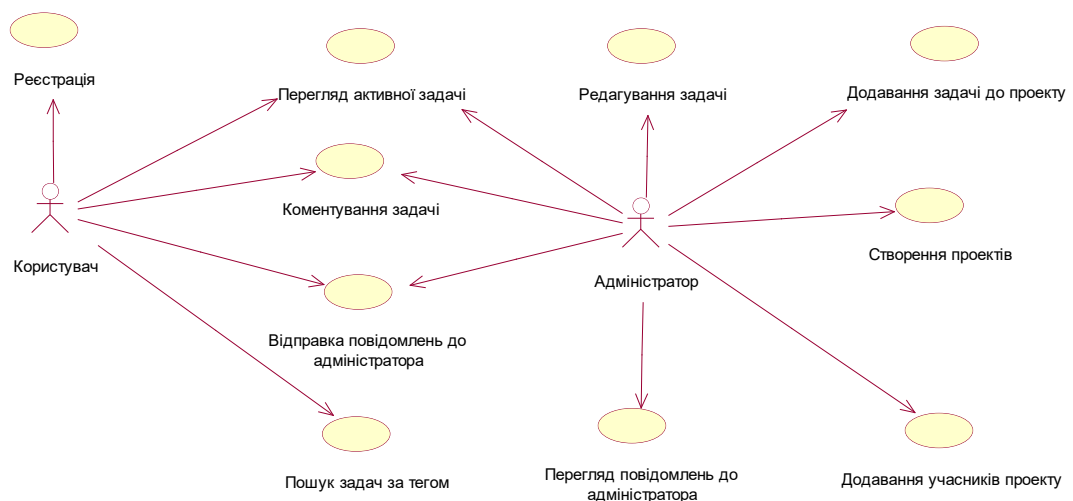 Реєстрація
Перегляд активної задачі
Редагування задачі
Додавання задачі до проекту
Коментування задачі
Користувач
Адміністратор
Створення проектів
Відправка повідомлень до
адміністратора
Пошук задач за тегом
Перегляд повідомлень до
адміністратора
Додавання учасників проекту